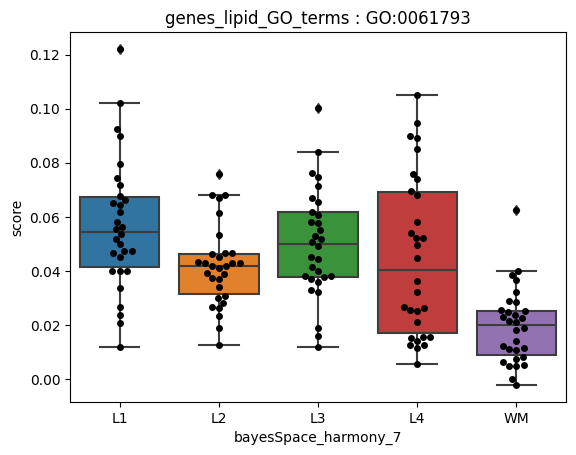 genes_lipid_GO_terms : GO:0061793
0.12
0.10
0.08
0.06
0.04
0.02
0.00
score
L1 L2 L3 L4 WM
bayesSpace_harmony_7